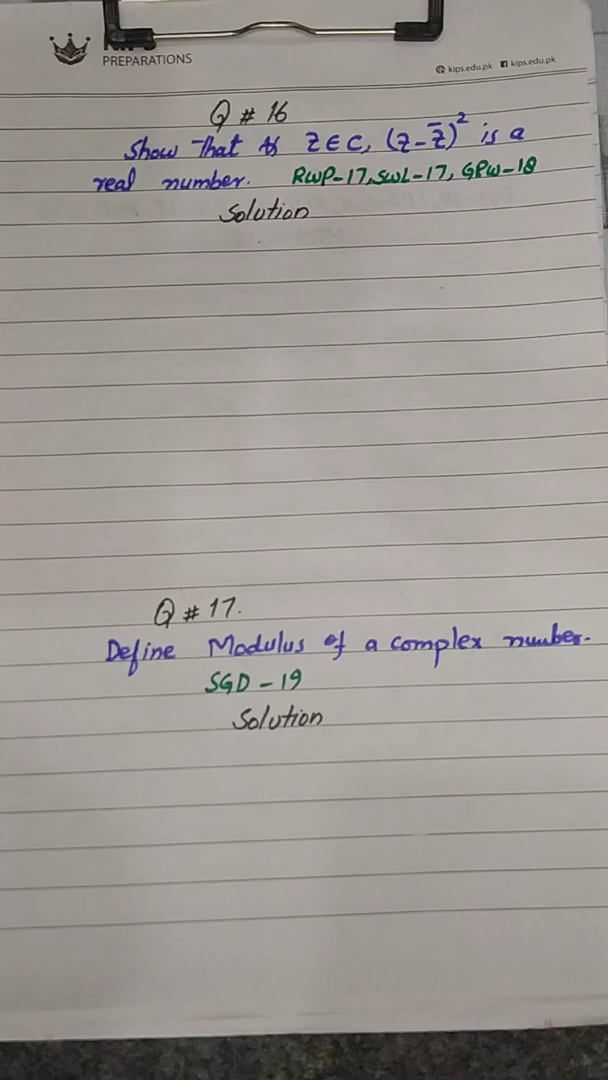 PREPARATIONS
kips.edu.pk kips.edu.pk
Q # 16
Show That ∀ Z ∈ C, (z - z̄)² is a
real number. RWP-17, SWL-17, GPW-18
Solution
Q # 17.
Define Modulus of a complex number.
SGD - 19
Solution